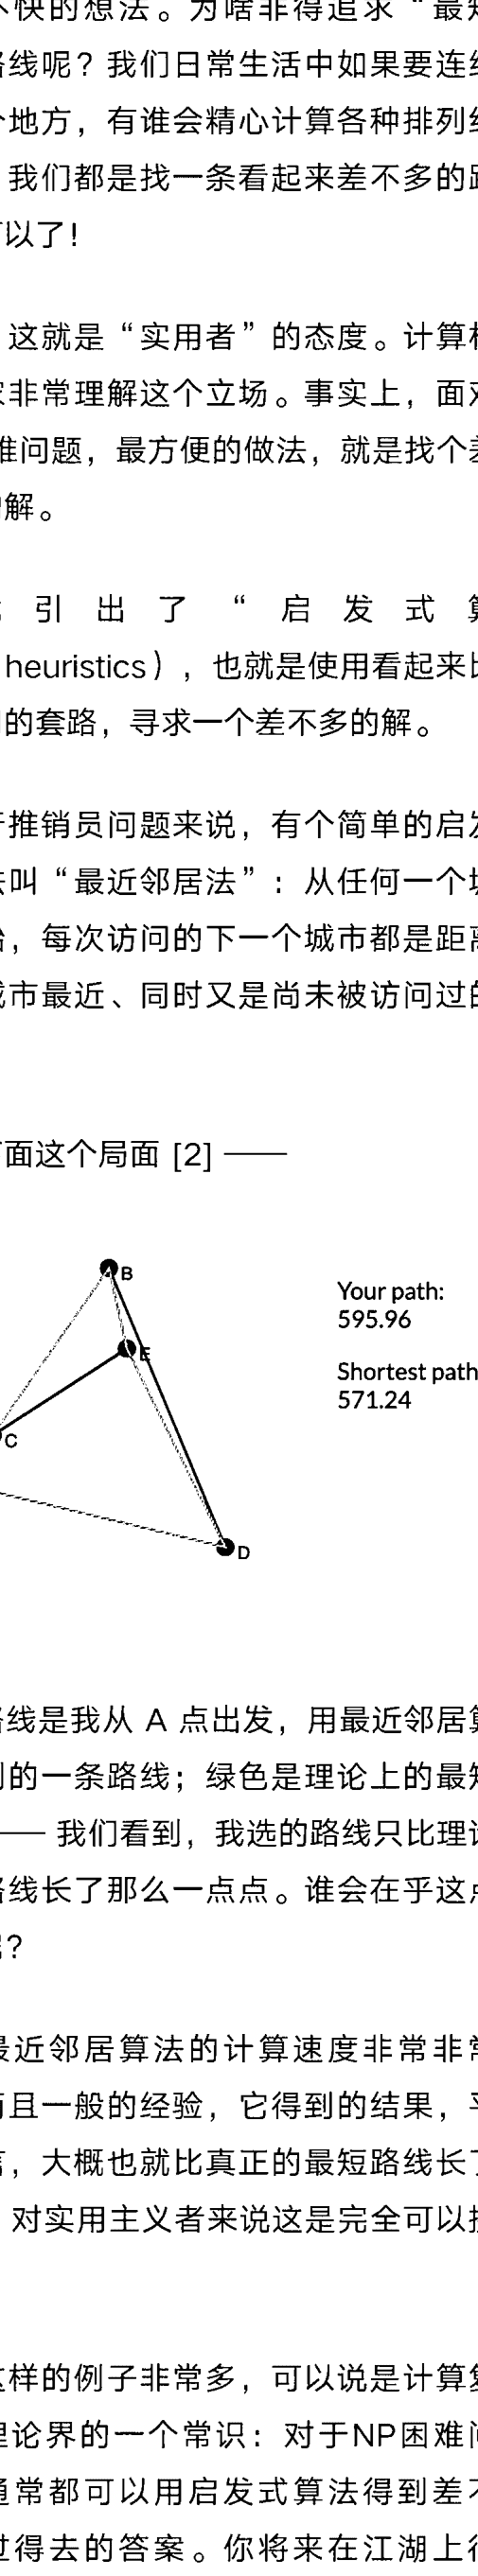 快的想法。为啥非得追求“最
线呢？我们日常生活中如果要连
地方，有谁会精心计算各种排列
我们都是找一条看起来差不多的
以了！
这就是“实用者”的态度。计算
非常理解这个立场。事实上，面
难问题，最方便的做法，就是找个
解。
引出了“启发式
heuristics），也就是使用看起来
的套路，寻求一个差不多的解。
推销员问题来说，有个简单的启
叫“最近邻居法”：从任何一个
，每次访问的下一个城市都是距
市最近、同时又是尚未被访问过
面这个局面 [2] ——
B
E
C
D
Your path:
595.96
Shortest path
571.24
线是我从 A 点出发，用最近邻居
的一条路线；绿色是理论上的最
—— 我们看到，我选的路线只比理
线长了那么一点点。谁会在乎这
？
最近邻居算法的计算速度非常非
且一般的经验，它得到的结果，
，大概也就比真正的最短路线长
对实用主义者来说这是完全可以
样的例子非常多，可以说是计算
理论界的一个常识：对于NP困难
通常都可以用启发式算法得到差
过得去的答案。你将来在江湖上